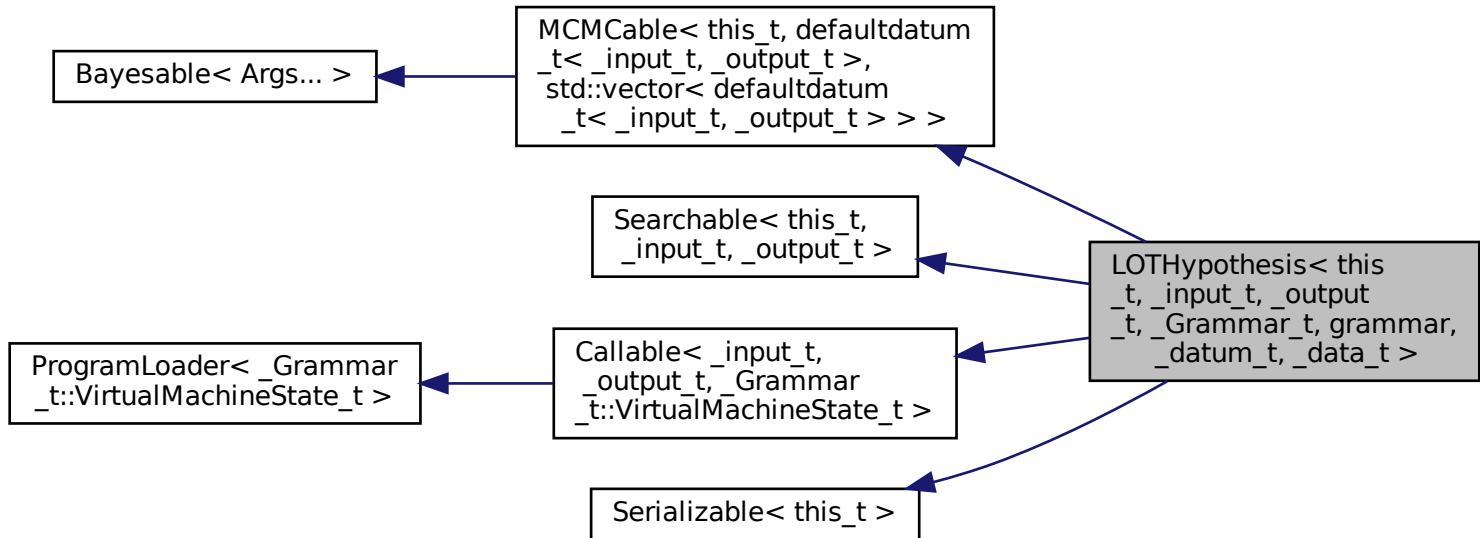 MCMCable< this_t, defaultdatum
_t< _input_t, _output_t >,
std::vector< defaultdatum
_t< _input_t, _output_t > > >
Bayesable< Args... >
Searchable< this_t,
_input_t, _output_t >
LOTHypothesis< this
_t, _input_t, _output
_t, _Grammar_t, grammar,
_datum_t, _data_t >
ProgramLoader< _Grammar
_t::VirtualMachineState_t >
Callable< _input_t,
_output_t, _Grammar
_t::VirtualMachineState_t >
Serializable< this_t >